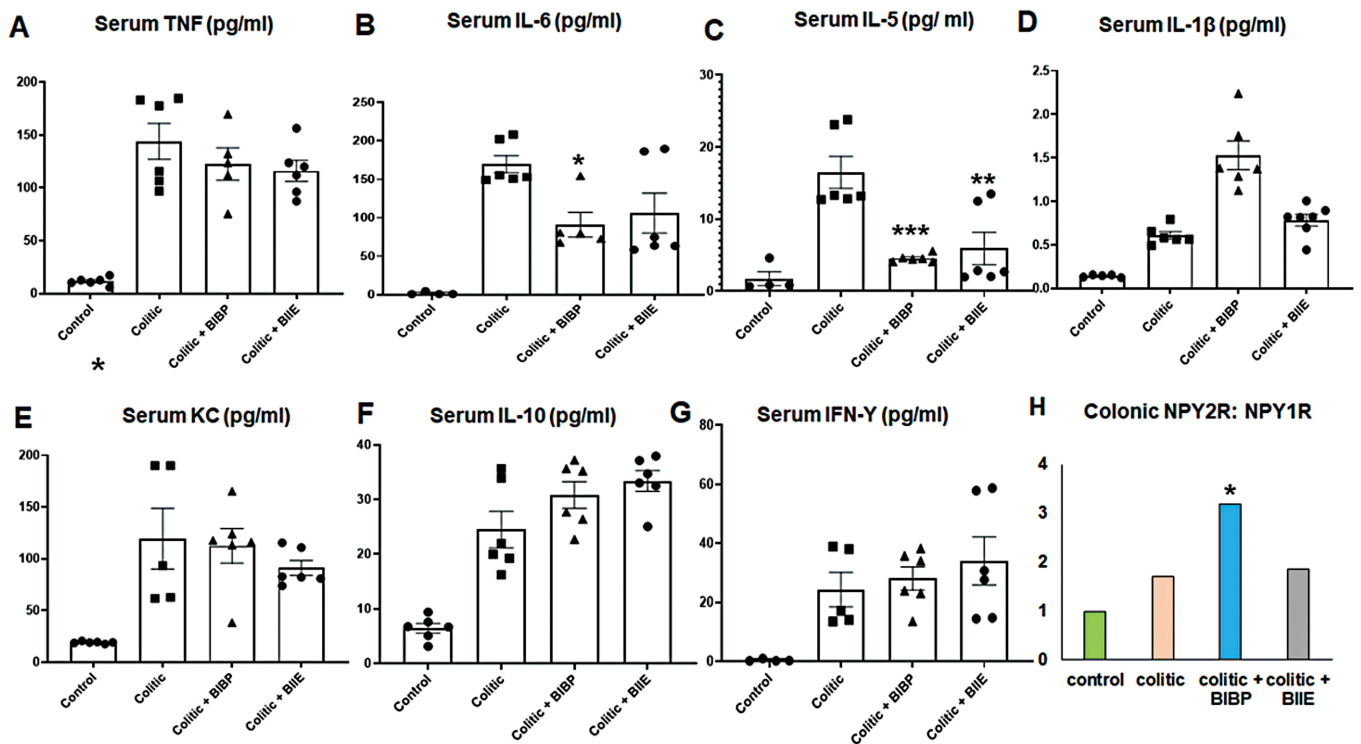 A
Serum TNF (pg/ml)
200
150
100
50
0
Control
Colitic
Colitic + BIBP
Colitic + BIIE
*
B
Serum IL-6 (pg/ml)
250
200
150
100
50
0
*
Control
Colitic
Colitic + BIBP
Colitic + BIIE
C
Serum IL-5 (pg/ ml)
30
20
10
0
***
**
Control
Colitic
Colitic + BIBP
Colitic + BIIE
D
Serum IL-1β (pg/ml)
2.5
2.0
1.5
1.0
0.5
0.0
Control
Colitic
Colitic + BIBP
Colitic + BIIE
E
Serum KC (pg/ml)
200
150
100
50
0
Control
Colitic
Colitic + BIBP
Colitic + BIIE
F
Serum IL-10 (pg/ml)
40
30
20
10
0
Control
Colitic
Colitic + BIBP
Colitic + BIIE
G
Serum IFN-Y (pg/ml)
80
60
40
20
0
Control
Colitic
Colitic + BIBP
Colitic + BIIE
H
Colonic NPY2R: NPY1R
4
3
2
1
0
*
control
colitic
colitic +
BIBP
colitic +
BIIE